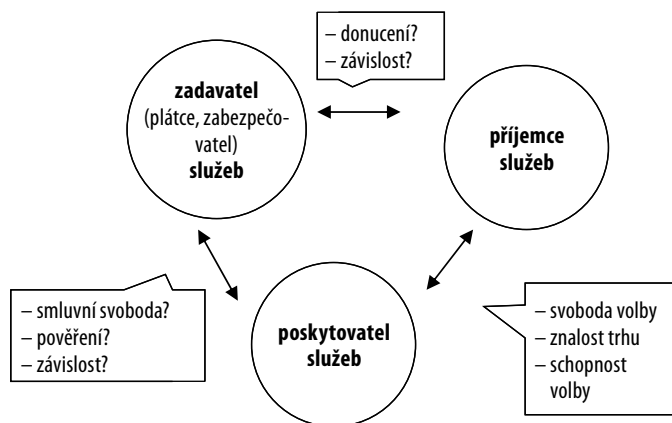 – donucení?
– závislost?
zadavatel
(plátce, zabezpečo-
vatel)
služeb
příjemce
služeb
– smluvní svoboda?
– pověření?
– závislost?
poskytovatel
služeb
– svoboda volby
– znalost trhu
– schopnost
volby